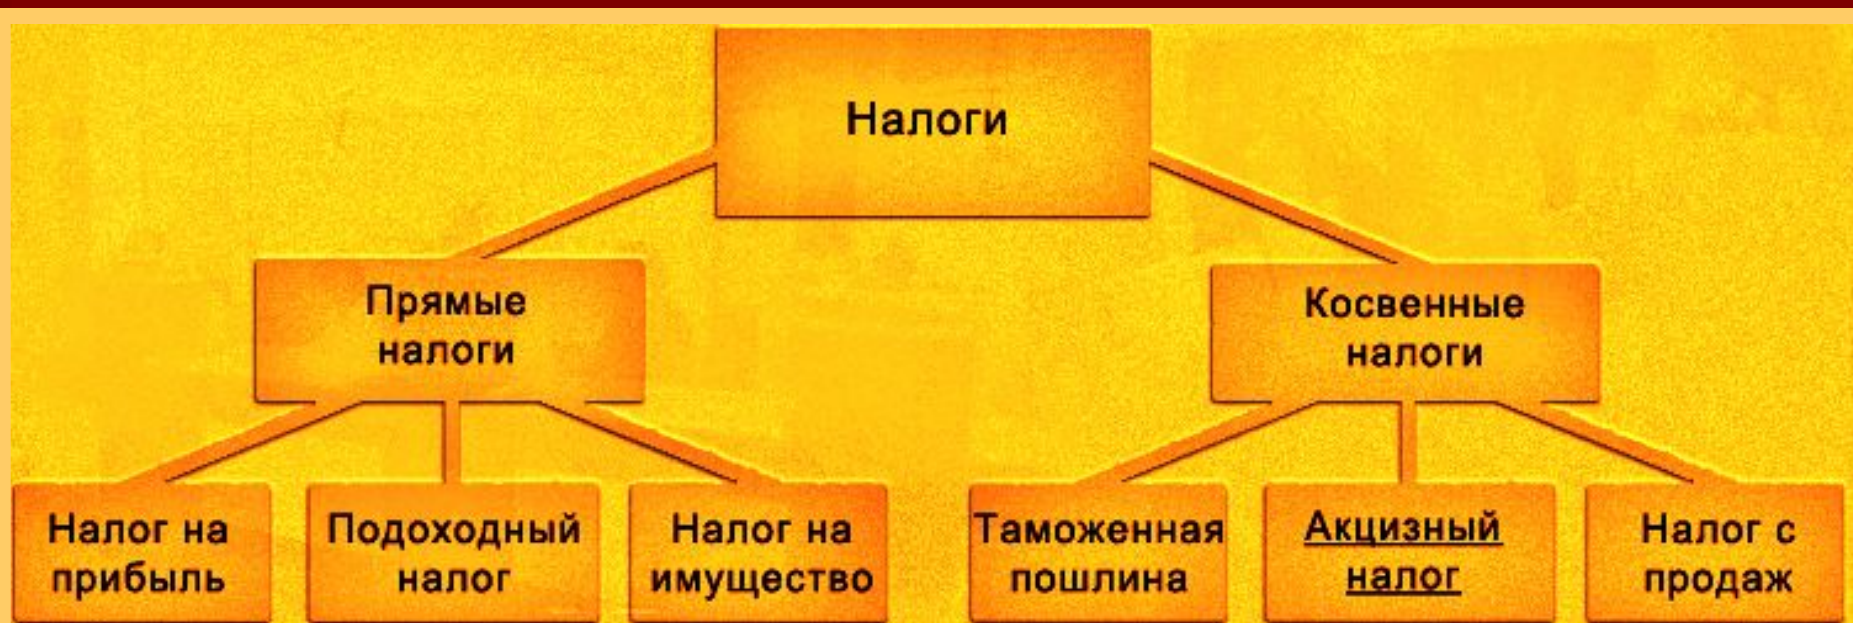 Налоги
Прямые
налоги
Косвенные
налоги
Налог на
прибыль
Подоходный
налог
Налог на
имущество
Таможенная
пошлина
Акцизный
налог
Налог с
продаж